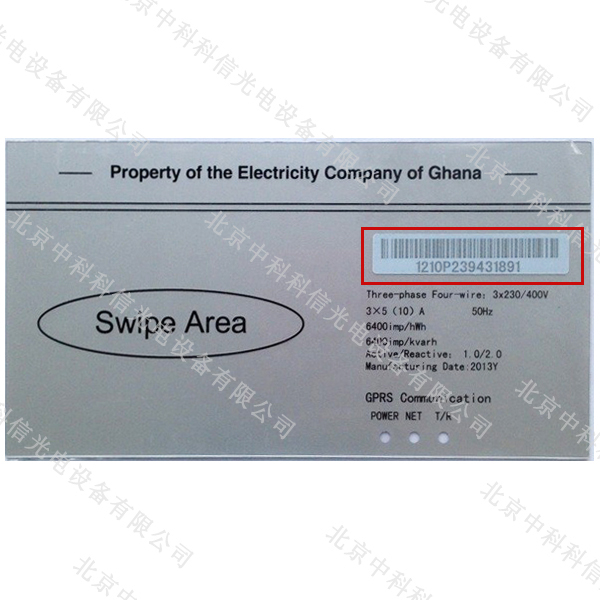 Property of the Electricity Company of Ghana
1210P239431891
Three-phase Four-wire: 3x230/400V
3×5(10)A 50Hz
6400imp/hWh
6400imp/kvarh
Active/Reactive: 1.0/2.0
Manufacturing Date:2013Y
Swipe Area
GPRS Communication
POWER NET T/R
北京中科科信光电设备有限公司